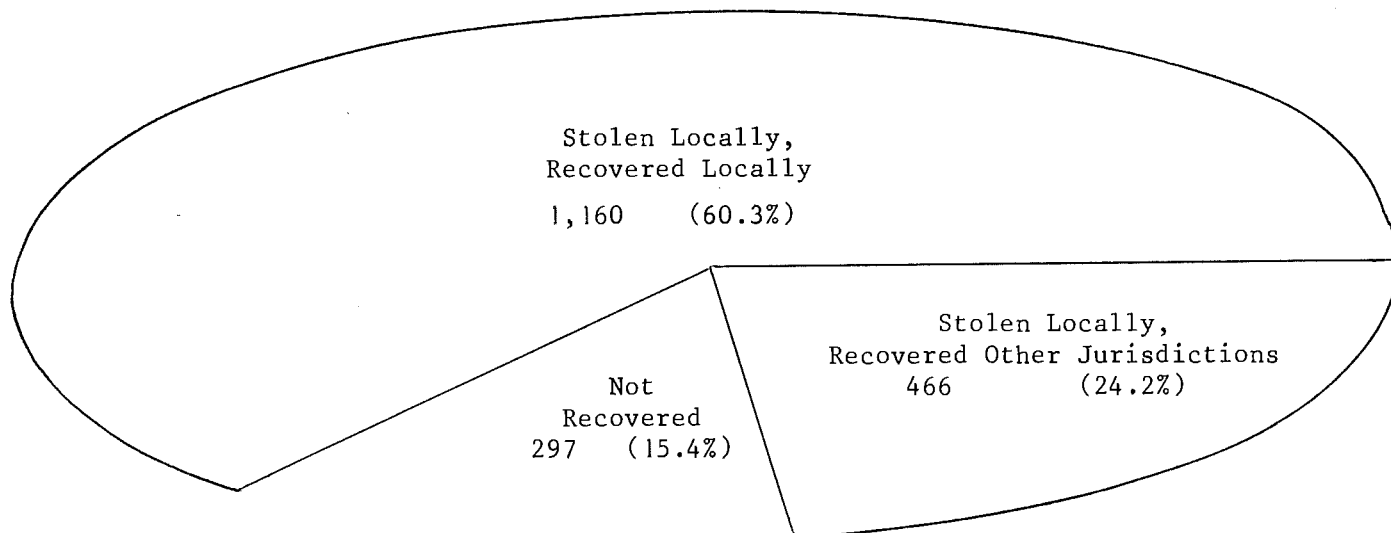 Stolen Locally,
Recovered Locally
1,160 (60.3%)
Stolen Locally,
Recovered Other Jurisdictions
466 (24.2%)
Not
Recovered
297 (15.4%)